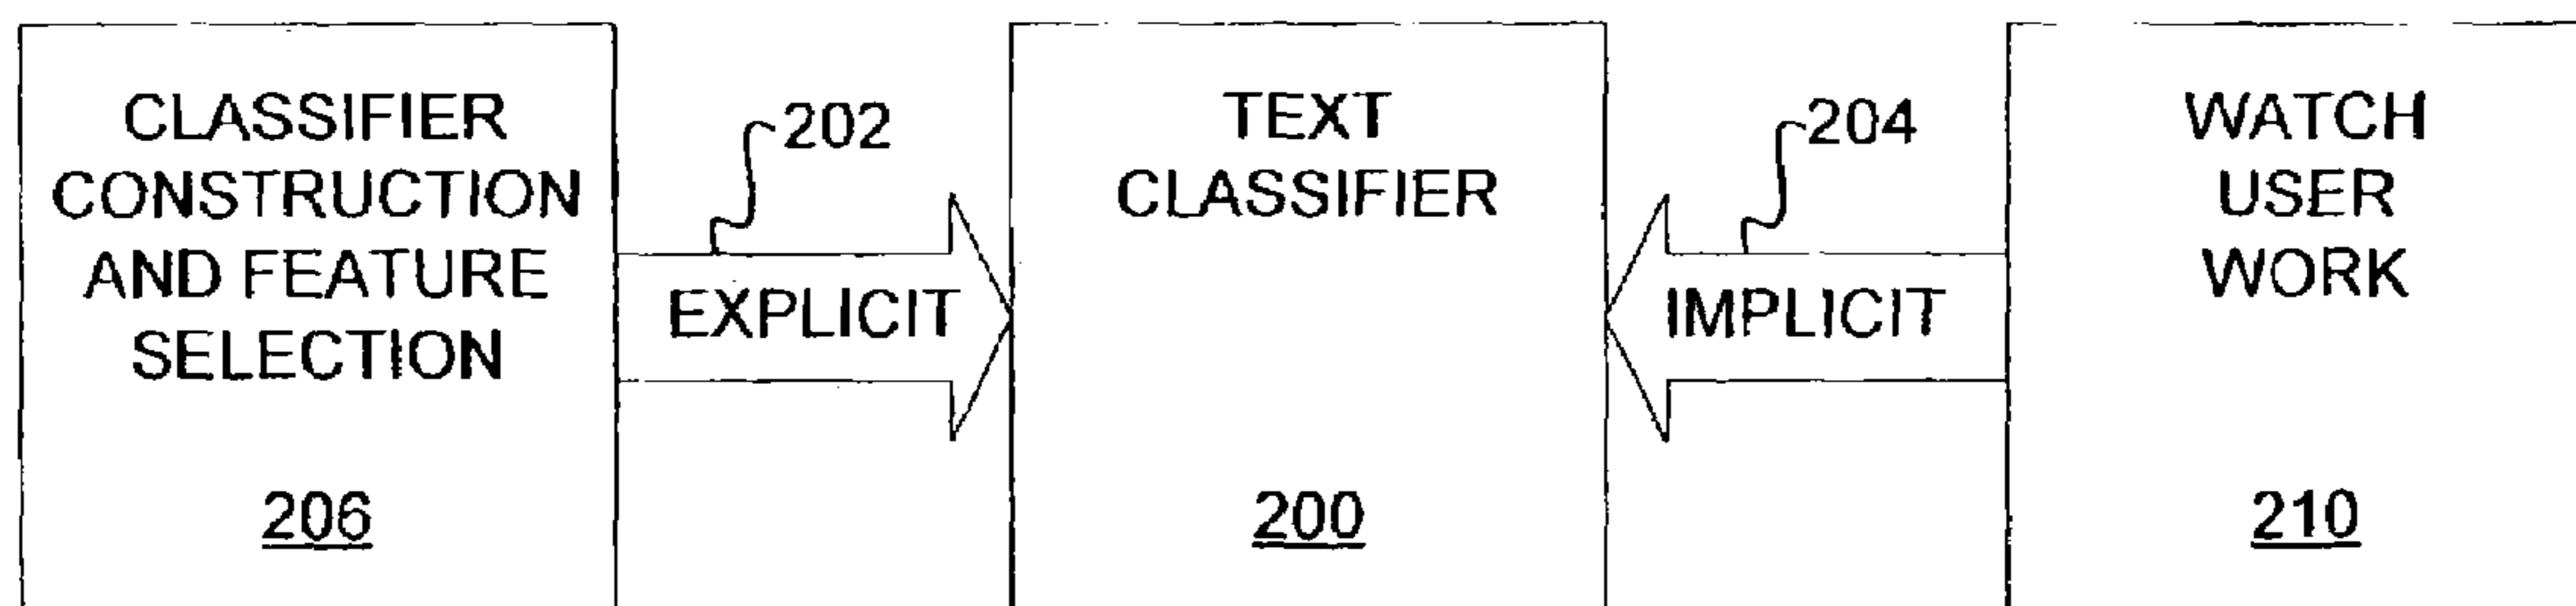 CLASSIFIER
CONSTRUCTION
AND FEATURE
SELECTION
206
202
EXPLICIT
TEXT
CLASSIFIER
200
204
IMPLICIT
WATCH
USER
WORK
210